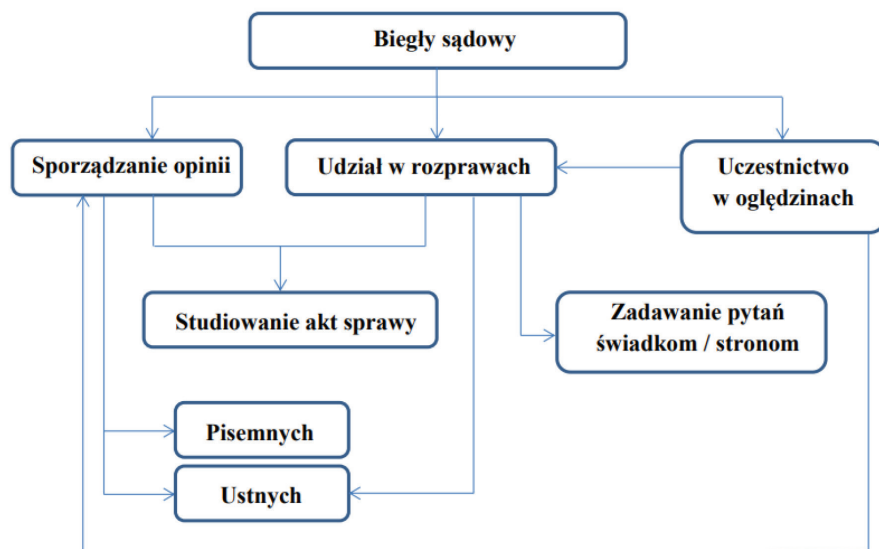 Biegły sądowy
Sporządzanie opinii
Udział w rozprawach
Uczestnictwo
w oględzinach
Studiowanie akt sprawy
Zadawanie pytań
świadkom / stronom
Pisemnych
Ustnych